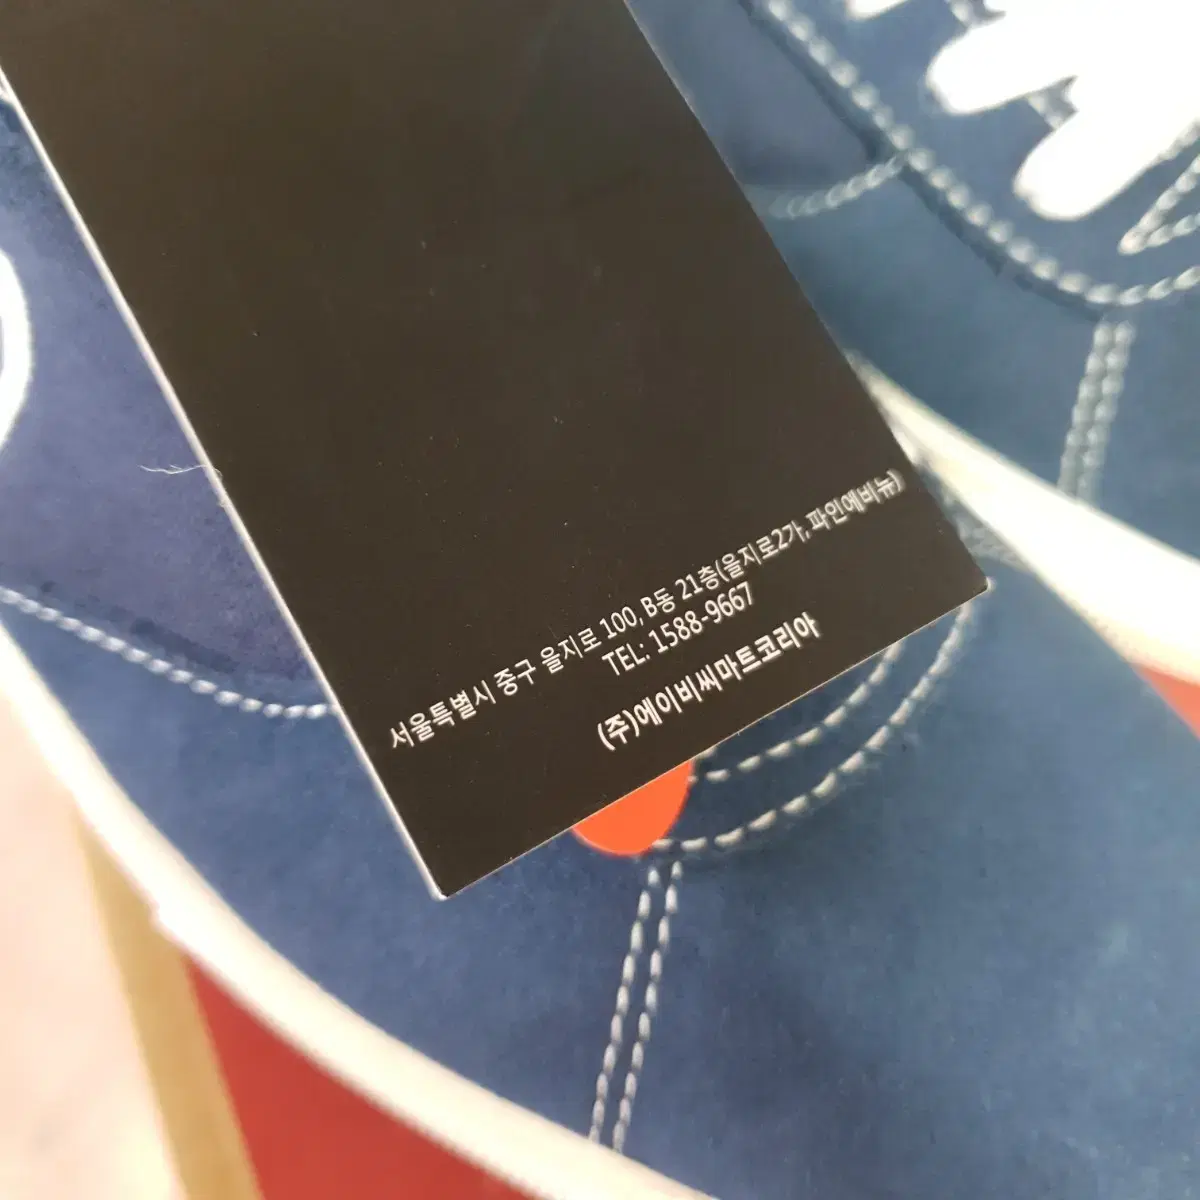 서울특별시 중구 을지로 100, B동 21층(을지로2가, 파인에비뉴)
TEL: 1588-9667
(주)에이비씨마트코리아